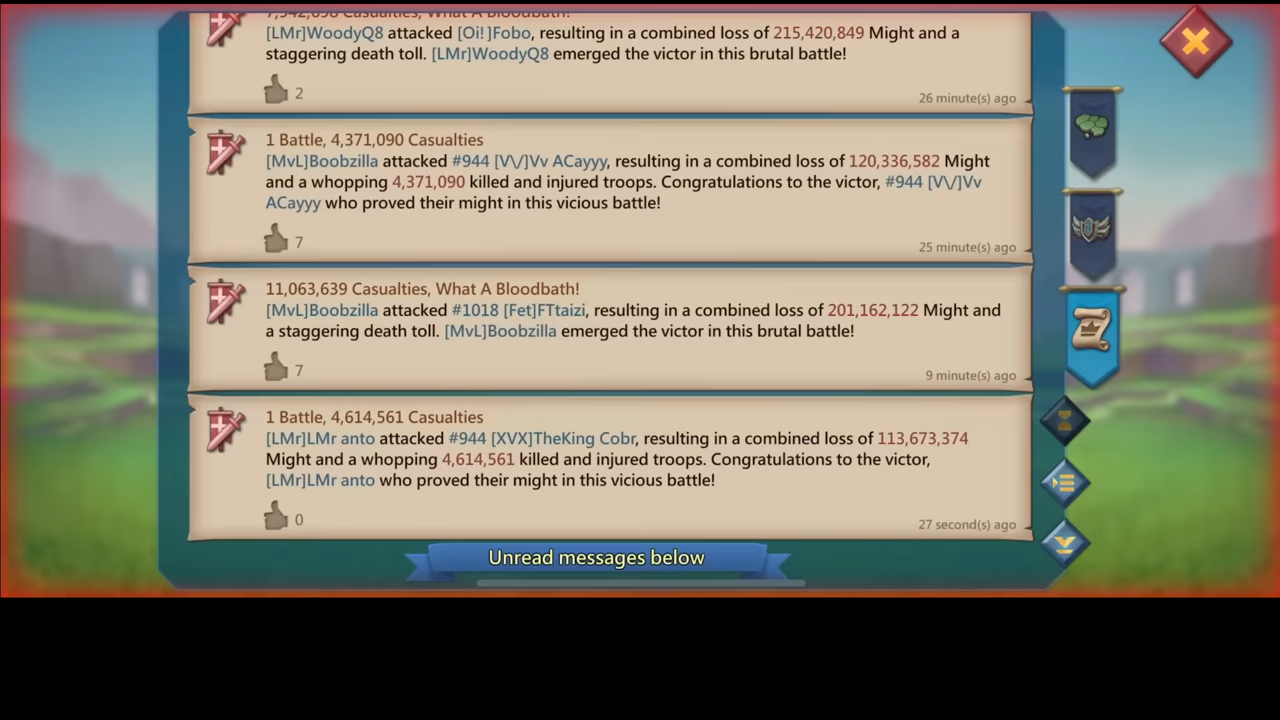 7,942,698 Casualties, What A Bloodbath!
[LMr]WoodyQ8 attacked [Oi!]Fobo, resulting in a combined loss of 215,420,849 Might and a
staggering death toll. [LMr]WoodyQ8 emerged the victor in this brutal battle!
2
26 minute(s) ago
1 Battle, 4,371,090 Casualties
[MvL]Boobzilla attacked #944 [V\/]Vv ACayyy, resulting in a combined loss of 120,336,582 Might
and a whopping 4,371,090 killed and injured troops. Congratulations to the victor, #944 [V\/]Vv
ACayyy who proved their might in this vicious battle!
7
25 minute(s) ago
11,063,639 Casualties, What A Bloodbath!
[MvL]Boobzilla attacked #1018 [Fet]FTtaizi, resulting in a combined loss of 201,162,122 Might and
a staggering death toll. [MvL]Boobzilla emerged the victor in this brutal battle!
7
9 minute(s) ago
1 Battle, 4,614,561 Casualties
[LMr]LMr anto attacked #944 [XVX]TheKing Cobr, resulting in a combined loss of 113,673,374
Might and a whopping 4,614,561 killed and injured troops. Congratulations to the victor,
[LMr]LMr anto who proved their might in this vicious battle!
0
27 second(s) ago
Unread messages below